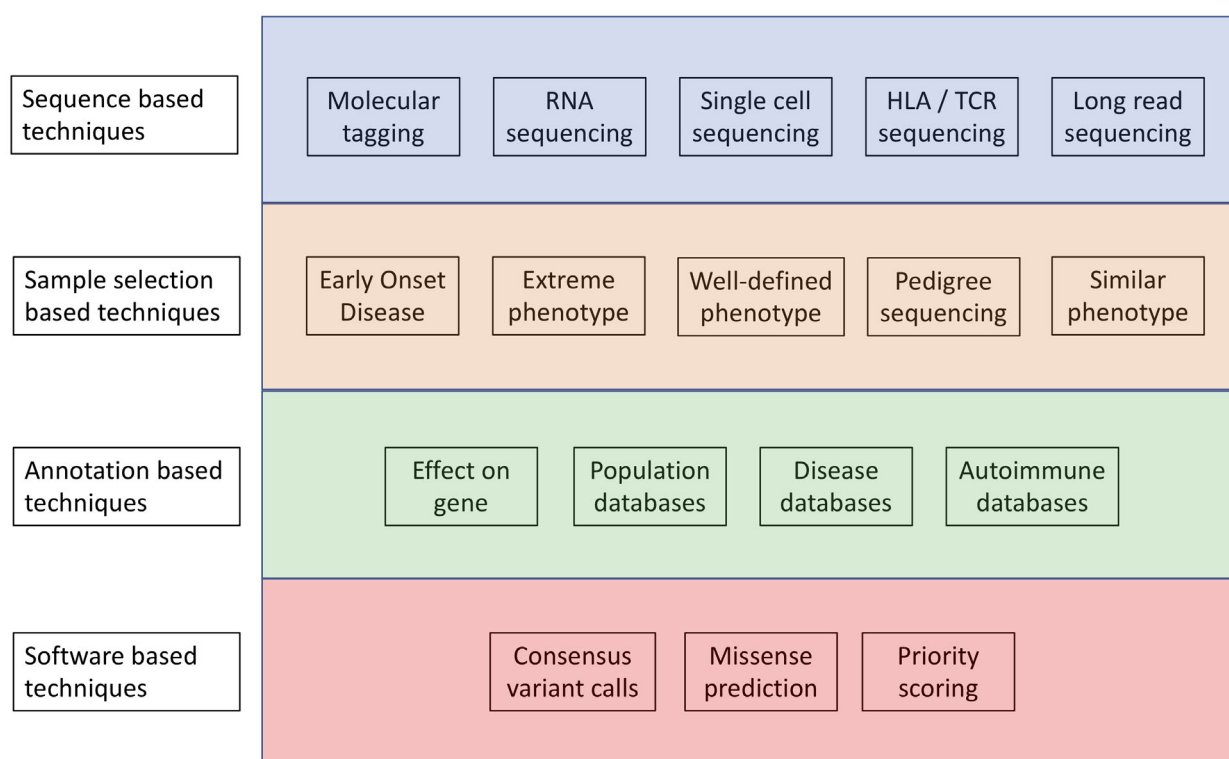 Sequence based
techniques
Molecular
tagging
RNA
sequencing
Single cell
sequencing
HLA / TCR
sequencing
Long read
sequencing
Sample selection
based techniques
Early Onset
Disease
Extreme
phenotype
Well-defined
phenotype
Pedigree
sequencing
Similar
phenotype
Annotation based
techniques
Effect on
gene
Population
databases
Disease
databases
Autoimmune
databases
Software based
techniques
Consensus
variant calls
Missense
prediction
Priority
scoring